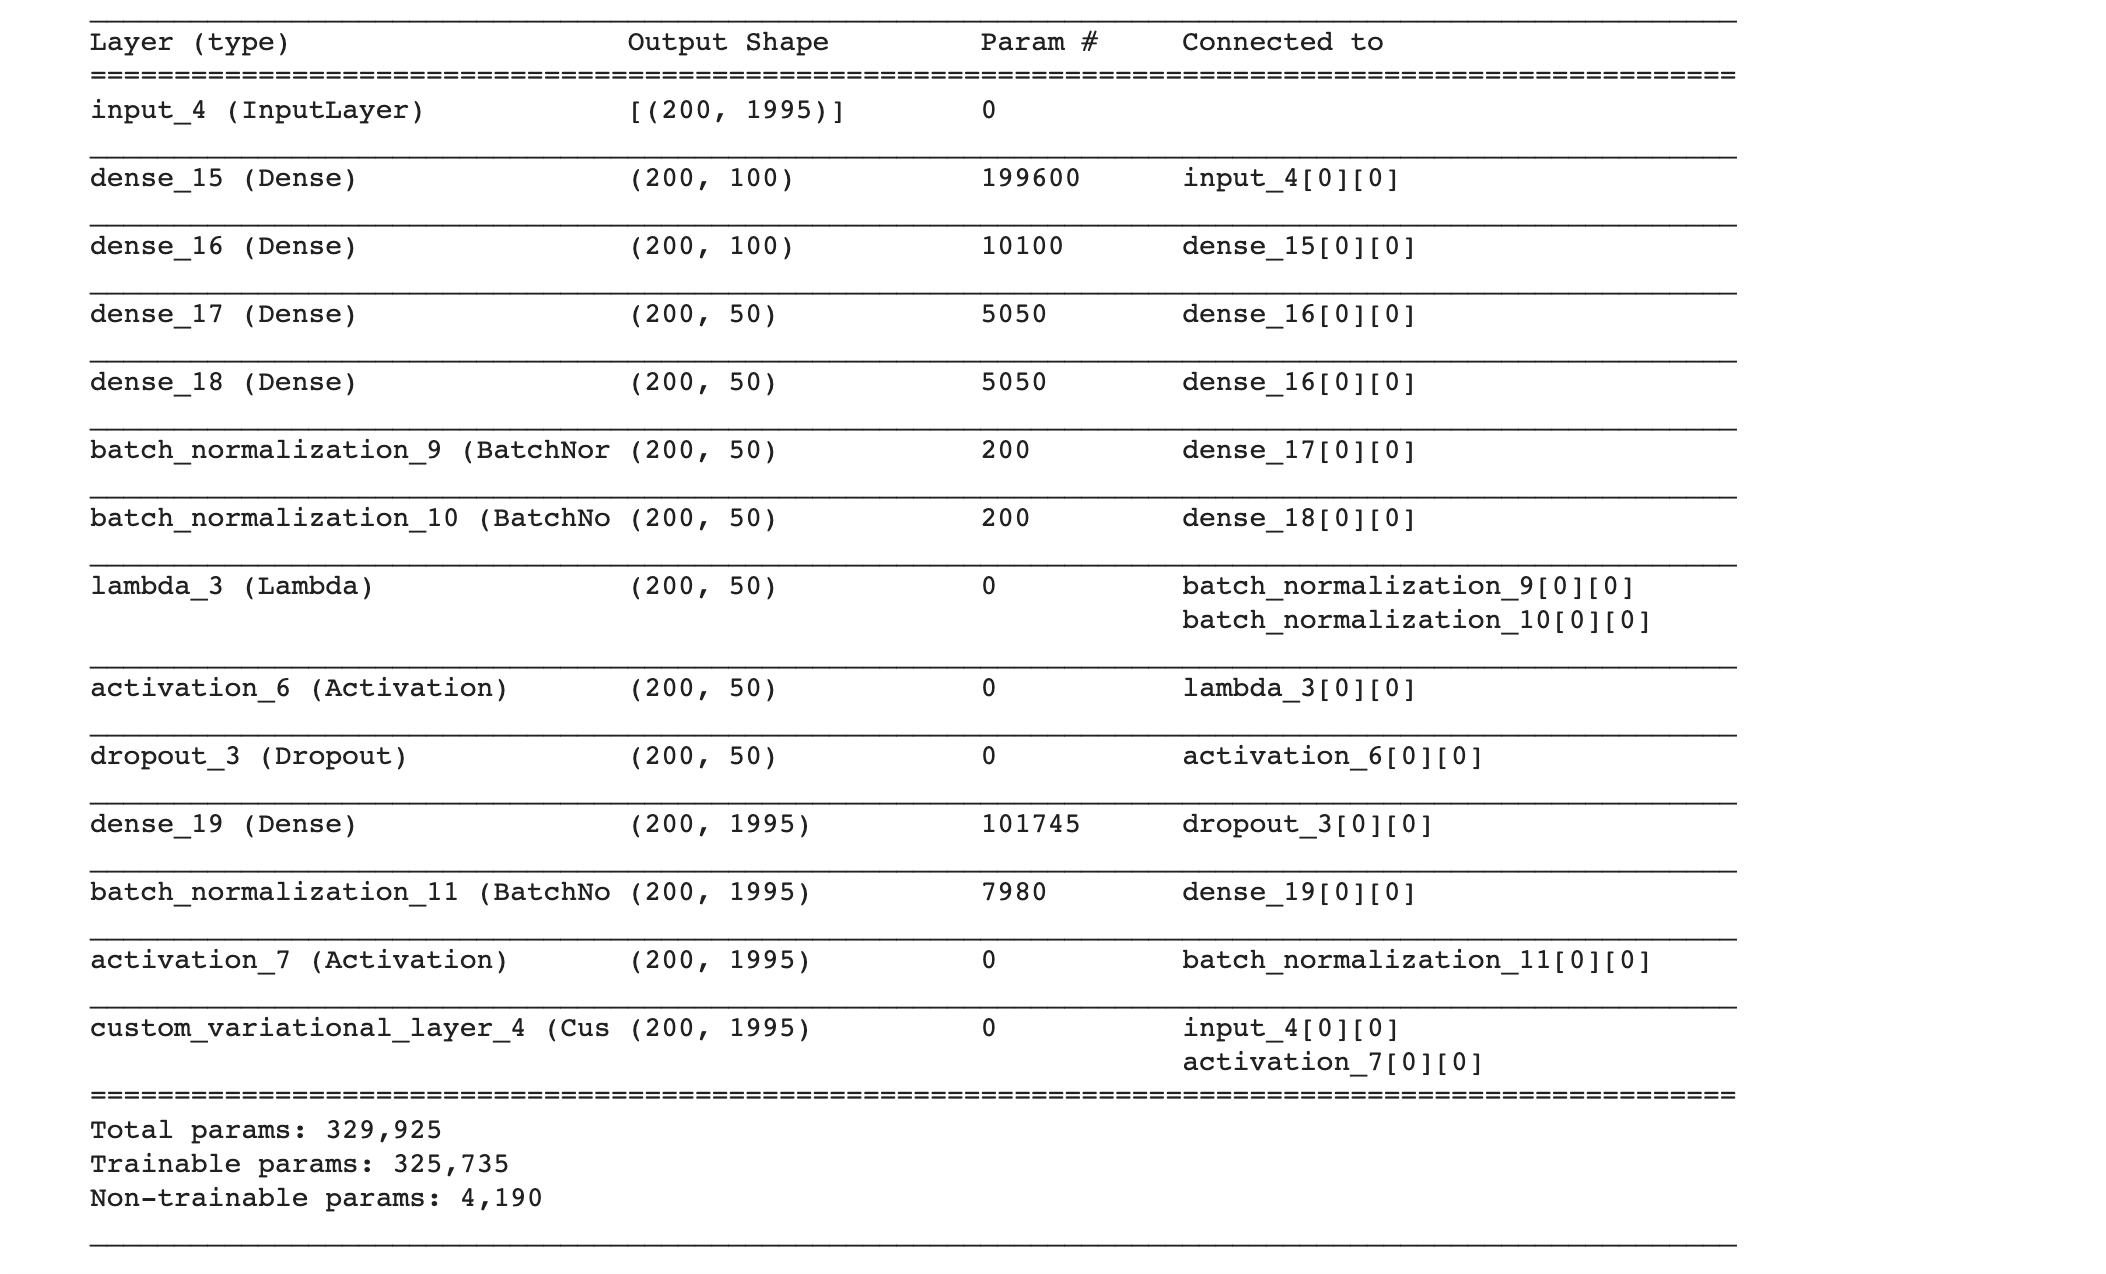 Layer (type) Output Shape Param # Connected to
==================================================================================================
input_4 (InputLayer) [(200, 1995)] 0
dense_15 (Dense) (200, 100) 199600 input_4[0][0]
dense_16 (Dense) (200, 100) 10100 dense_15[0][0]
dense_17 (Dense) (200, 50) 5050 dense_16[0][0]
dense_18 (Dense) (200, 50) 5050 dense_16[0][0]
batch_normalization_9 (BatchNor (200, 50) 200 dense_17[0][0]
batch_normalization_10 (BatchNo (200, 50) 200 dense_18[0][0]
lambda_3 (Lambda) (200, 50) 0 batch_normalization_9[0][0]
batch_normalization_10[0][0]
activation_6 (Activation) (200, 50) 0 lambda_3[0][0]
dropout_3 (Dropout) (200, 50) 0 activation_6[0][0]
dense_19 (Dense) (200, 1995) 101745 dropout_3[0][0]
batch_normalization_11 (BatchNo (200, 1995) 7980 dense_19[0][0]
activation_7 (Activation) (200, 1995) 0 batch_normalization_11[0][0]
custom_variational_layer_4 (Cus (200, 1995) 0 input_4[0][0]
activation_7[0][0]
==================================================================================================
Total params: 329,925
Trainable params: 325,735
Non-trainable params: 4,190